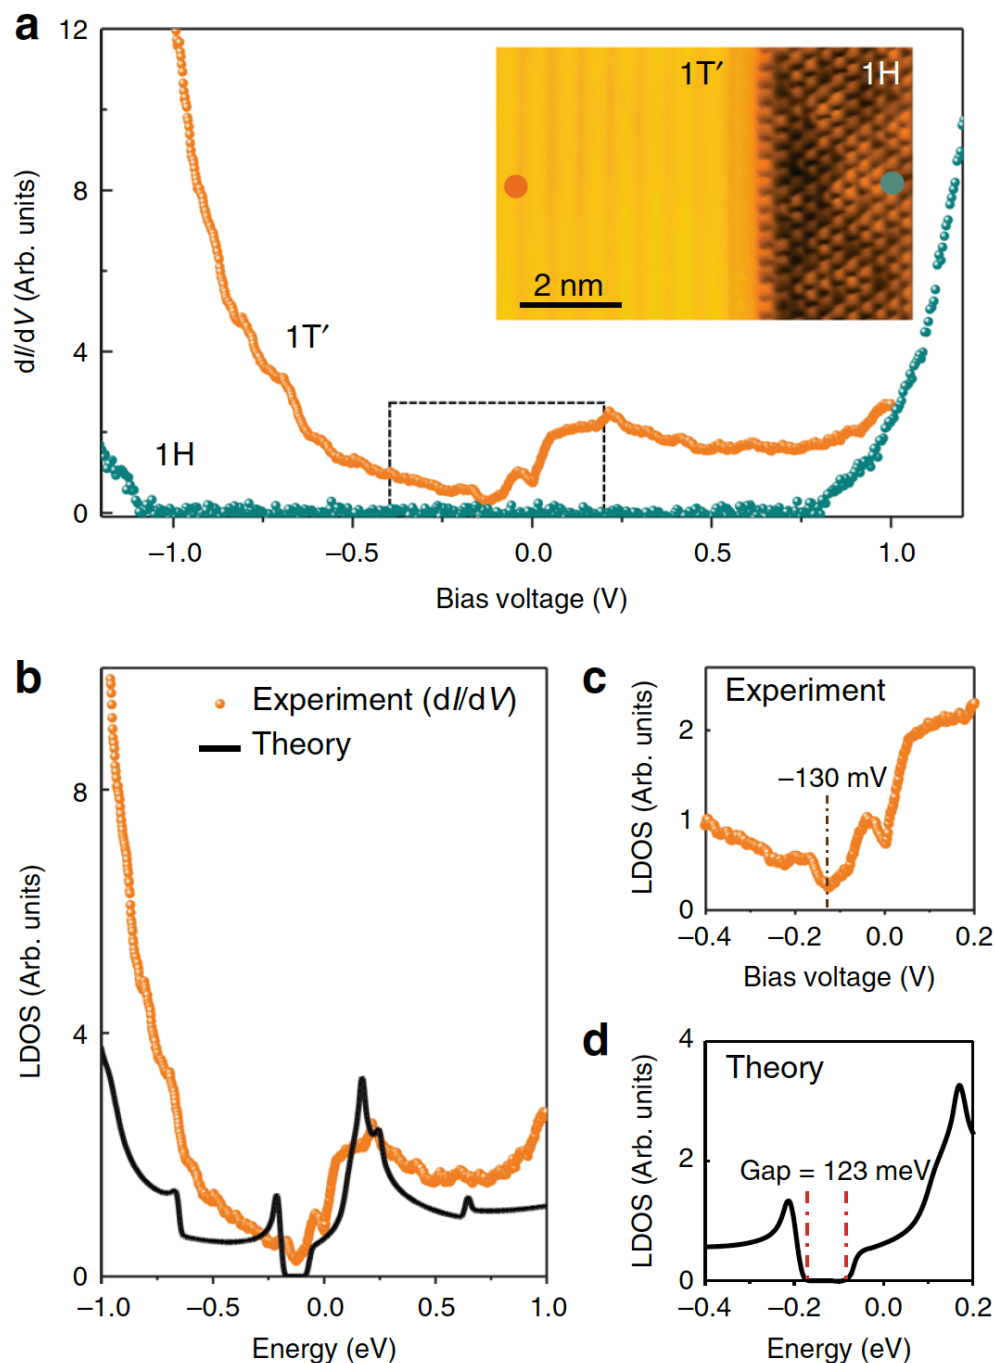 a
12
8
4
0
dI/dV (Arb. units)
1T′
1H
1T′
1H
2 nm
–1.0
–0.5
0.0
0.5
1.0
Bias voltage (V)
b
Experiment (dI/dV)
Theory
8
4
0
LDOS (Arb. units)
–1.0
–0.5
0.0
0.5
1.0
Energy (eV)
c
Experiment
–130 mV
2
1
0
LDOS (Arb. units)
–0.4
–0.2
0.0
0.2
Bias voltage (V)
d
Theory
Gap = 123 meV
4
2
0
LDOS (Arb. units)
–0.4
–0.2
0.0
0.2
Energy (eV)